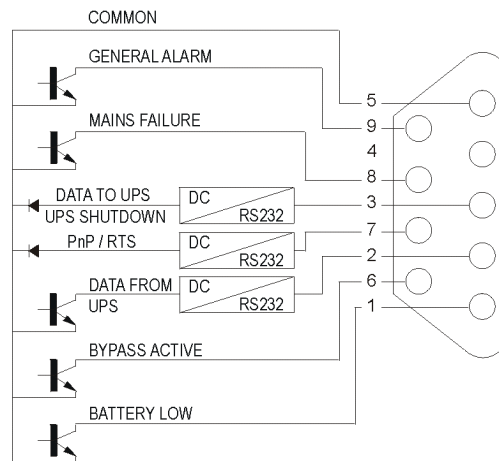 COMMON
GENERAL ALARM
5
9
MAINS FAILURE
4
8
DATA TO UPS
DC
3
UPS SHUTDOWN
RS232
7
PnP / RTS
DC
RS232
2
DATA FROM
DC
6
UPS
RS232
1
BYPASS ACTIVE
BATTERY LOW